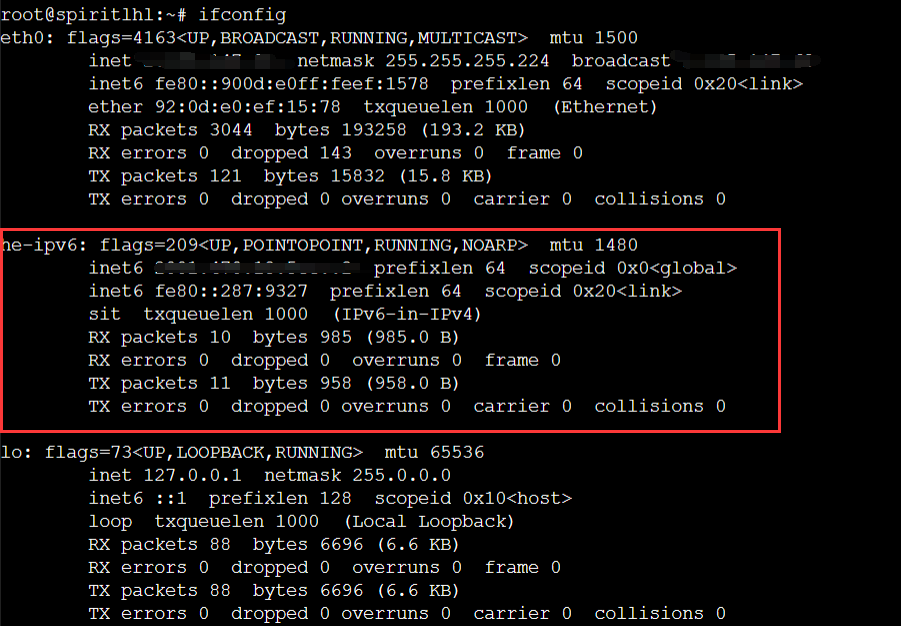 root@spiritlhl:~# ifconfig
eth0: flags=4163<UP,BROADCAST,RUNNING,MULTICAST>  mtu 1500
inet netmask 255.255.255.224  broadcast
inet6 fe80::900d:e0ff:feef:1578  prefixlen 64  scopeid 0x20<link>
ether 92:0d:e0:ef:15:78  txqueuelen 1000  (Ethernet)
RX packets 3044  bytes 193258 (193.2 KB)
RX errors 0  dropped 143  overruns 0  frame 0
TX packets 121  bytes 15832 (15.8 KB)
TX errors 0  dropped 0 overruns 0  carrier 0  collisions 0
he-ipv6: flags=209<UP,POINTOPOINT,RUNNING,NOARP>  mtu 1480
inet6 prefixlen 64  scopeid 0x0<global>
inet6 fe80::287:9327  prefixlen 64  scopeid 0x20<link>
sit  txqueuelen 1000  (IPv6-in-IPv4)
RX packets 10  bytes 985 (985.0 B)
RX errors 0  dropped 0  overruns 0  frame 0
TX packets 11  bytes 958 (958.0 B)
TX errors 0  dropped 0 overruns 0  carrier 0  collisions 0
lo: flags=73<UP,LOOPBACK,RUNNING>  mtu 65536
inet 127.0.0.1  netmask 255.0.0.0
inet6 ::1  prefixlen 128  scopeid 0x10<host>
loop  txqueuelen 1000  (Local Loopback)
RX packets 88  bytes 6696 (6.6 KB)
RX errors 0  dropped 0  overruns 0  frame 0
TX packets 88  bytes 6696 (6.6 KB)
TX errors 0  dropped 0 overruns 0  carrier 0  collisions 0